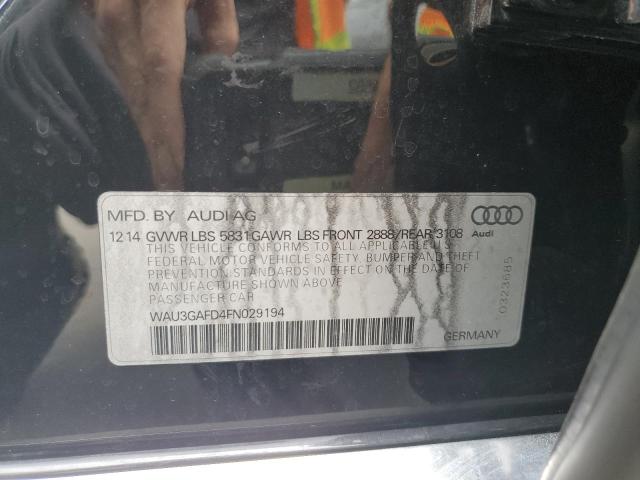 MFD. BY AUDI AG
12 14 GVWR LBS 5831 GAWR LBS FRONT 2888/REAR 3108
Audi
THIS VEHICLE CONFORMS TO ALL APPLICABLE U.S.
FEDERAL MOTOR VEHICLE SAFETY, BUMPER AND THEFT
STANDARDS IN EFFECT ON THE DATE OF
MANUFACTURE SHOWN ABOVE
PASSENGER CAR
WAU3GAFD4FN029194
GERMANY
O323685